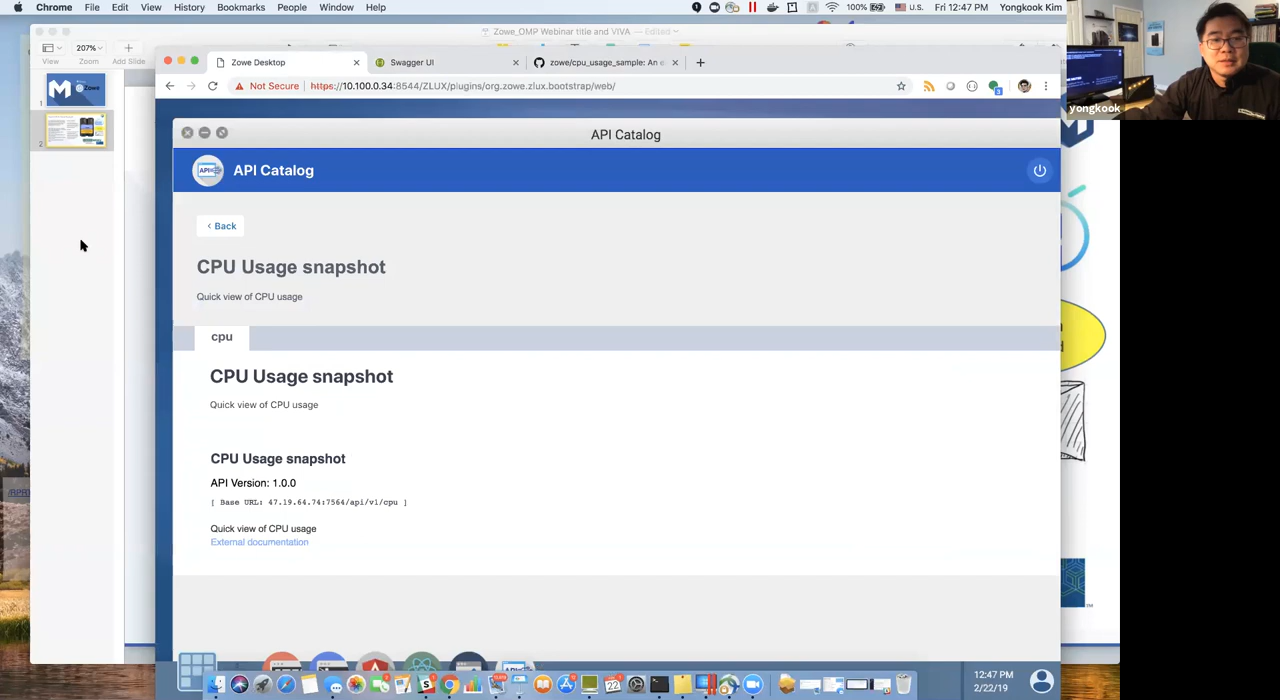 Chrome File Edit View History Bookmarks People Window Help 100% U.S. Fri 12:47 PM Yongkook Kim
Zowe_OMP Webinar title and VIVA — Edited
207%
View Zoom Add Slide
Zowe Desktop Swagger UI zowe/cpu_usage_sample: An e
Not Secure https://10.100.0.34:8544/ZLUX/plugins/org.zowe.zlux.bootstrap/web/
yongkook
API Catalog
API Catalog
Back
CPU Usage snapshot
Quick view of CPU usage
cpu
CPU Usage snapshot
Quick view of CPU usage
CPU Usage snapshot
API Version: 1.0.0
[ Base URL: 47.19.64.74:7564/api/v1/cpu ]
Quick view of CPU usage
External documentation
12:47 PM
2/22/19